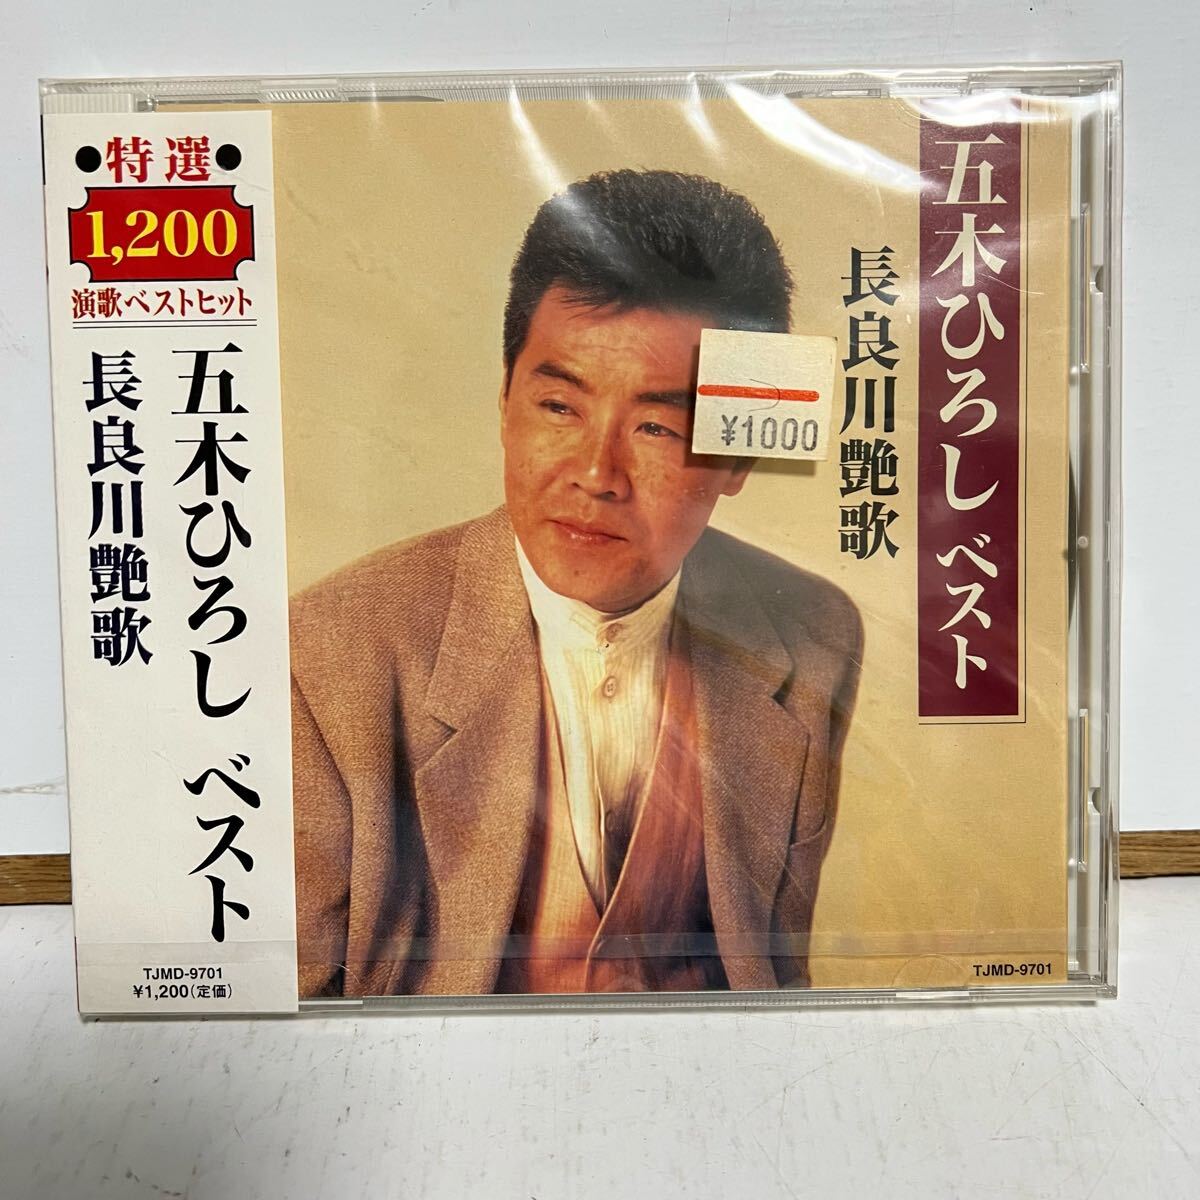 ●特選●
1,200
演歌ベストヒット
五木ひろし ベスト
長良川艶歌
TJMD-9701
¥1,200(定価)
五木ひろし ベスト
長良川艶歌
¥1000
TJMD-9701